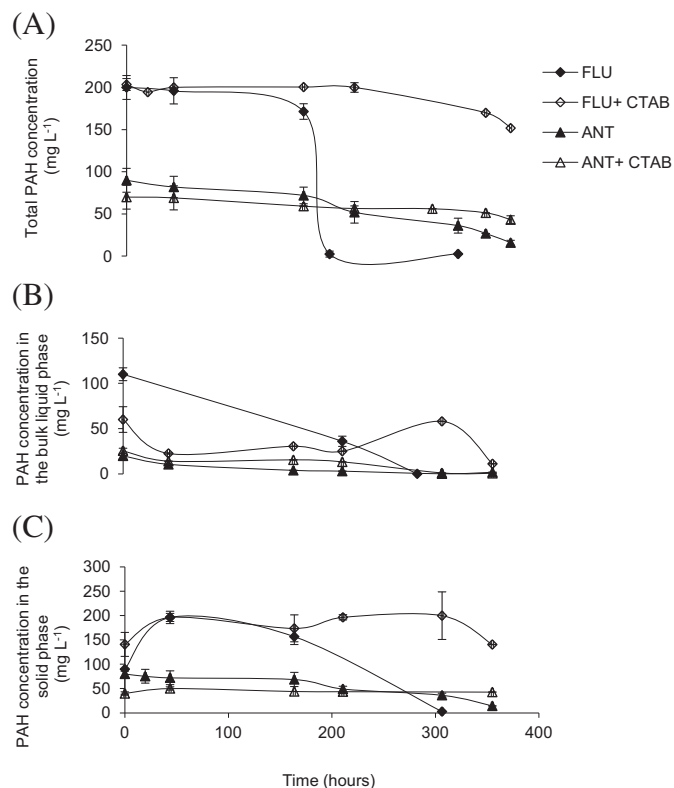 (A)
Total PAH concentration
(mg L⁻¹)
250
200
150
100
50
0
FLU
FLU+ CTAB
ANT
ANT+ CTAB
(B)
PAH concentration in
the bulk liquid phase
(mg L⁻¹)
150
100
50
0
(C)
PAH concentration in the
solid phase
(mg L⁻¹)
300
250
200
150
100
50
0
0 100 200 300 400
Time (hours)